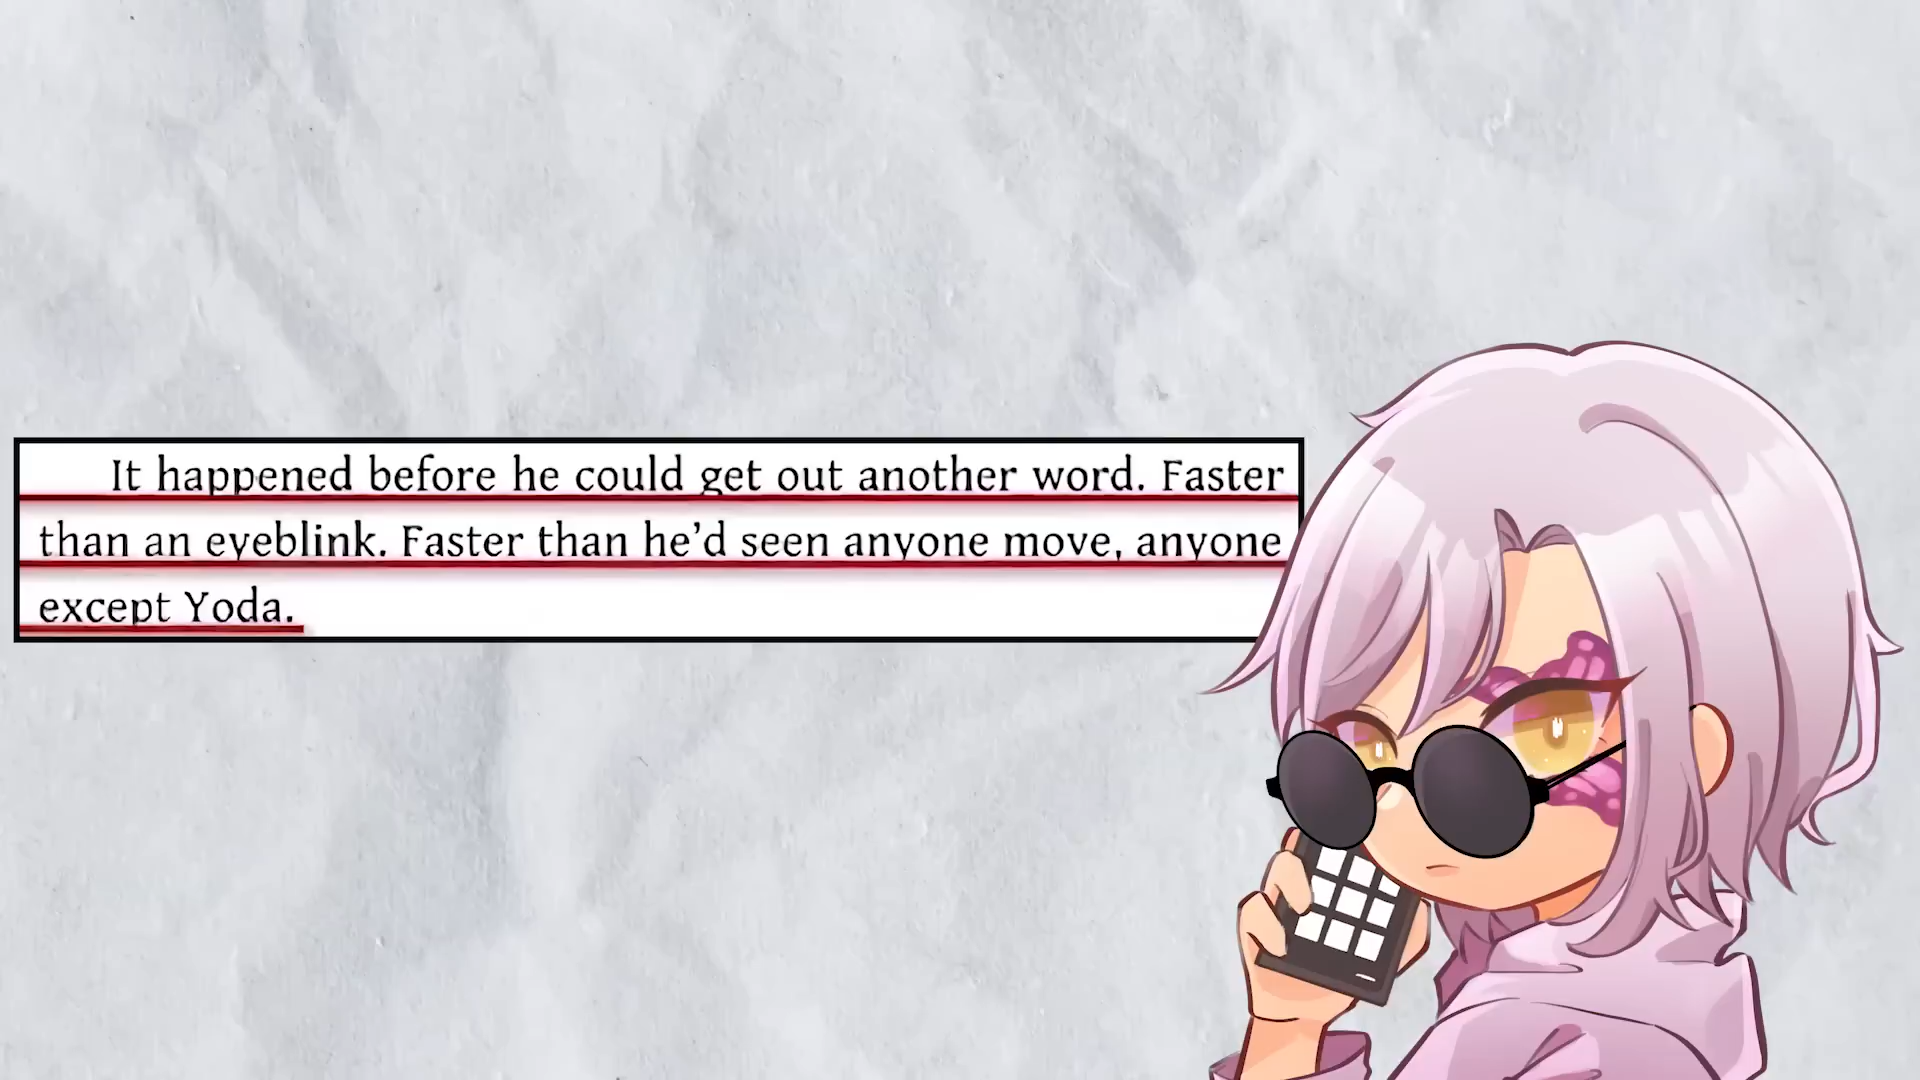 It happened before he could get out another word. Faster
than an eyeblink. Faster than he’d seen anyone move, anyone
except Yoda.